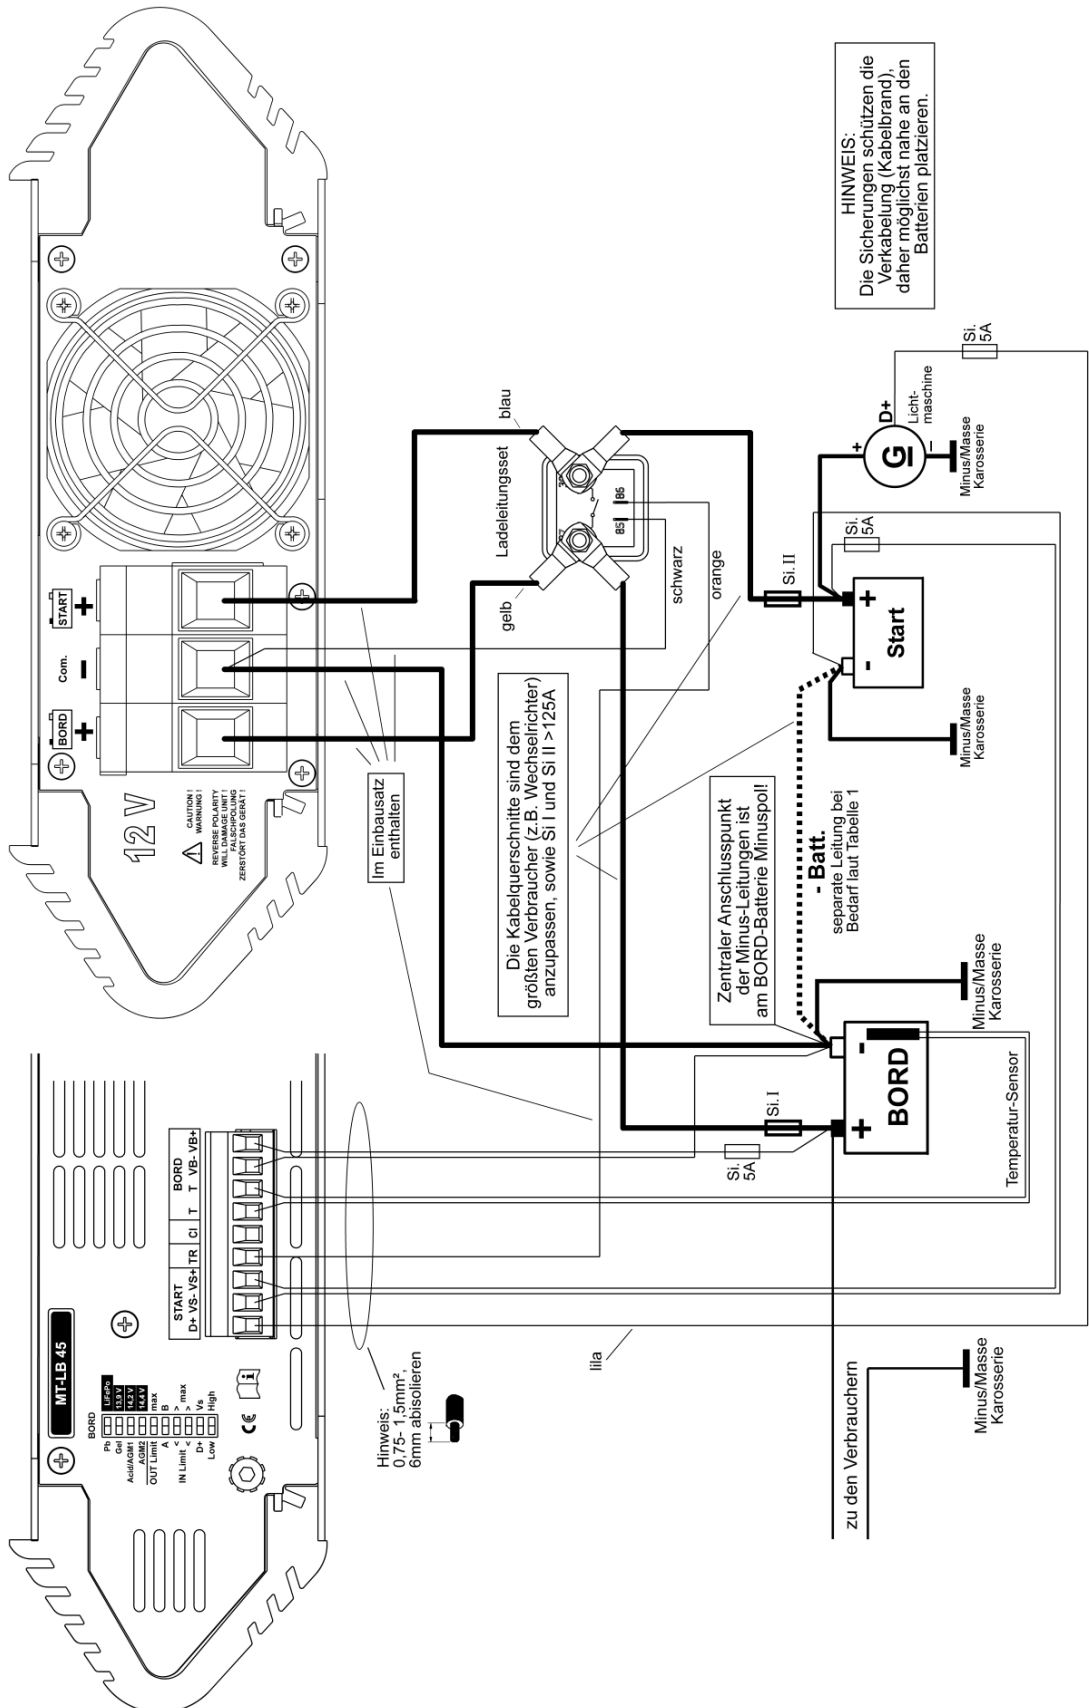 MT-LB 45
BORD
Pb
LiFePo
Gel
13,9 V
Acid/AGM1
14,2 V
AGM2
14,4 V
OUT Limit
max
A
B
IN Limit
<
> max
<
>
D+
Vs
Low
High
CE
i
START
D+ VS- VS+
TR
CI
BORD
T
T
VB- VB+
Hinweis:
0,75- 1,5mm²,
6mm abisolieren
12 V
CAUTION !
WARNUNG !
REVERSE POLARITY
WILL DAMAGE UNIT !
FALSCHPOLUNG
ZERSTÖRT DAS GERÄT !
BORD
+
Com.
-
START
+
Im Einbausatz
enthalten
gelb
Ladeleitungsset
blau
85
86
schwarz
orange
lila
Die Kabelquerschnitte sind dem
größten Verbraucher (z.B. Wechselrichter)
anzupassen, sowie Si I und Si II >125A
Zentraler Anschlusspunkt
der Minus-Leitungen ist
am BORD-Batterie Minuspol!
- Batt.
separate Leitung bei
Bedarf laut Tabelle 1
Si.
5A
Si. I
Si. II
Si.
5A
Si.
5A
+
-
BORD
-
+
Start
+
G
-
D+
Licht-
maschine
Minus/Masse
Karosserie
Minus/Masse
Karosserie
Minus/Masse
Karosserie
Minus/Masse
Karosserie
Temperatur-Sensor
zu den Verbrauchern
HINWEIS:
Die Sicherungen schützen die
Verkabelung (Kabelbrand),
daher möglichst nahe an den
Batterien platzieren.